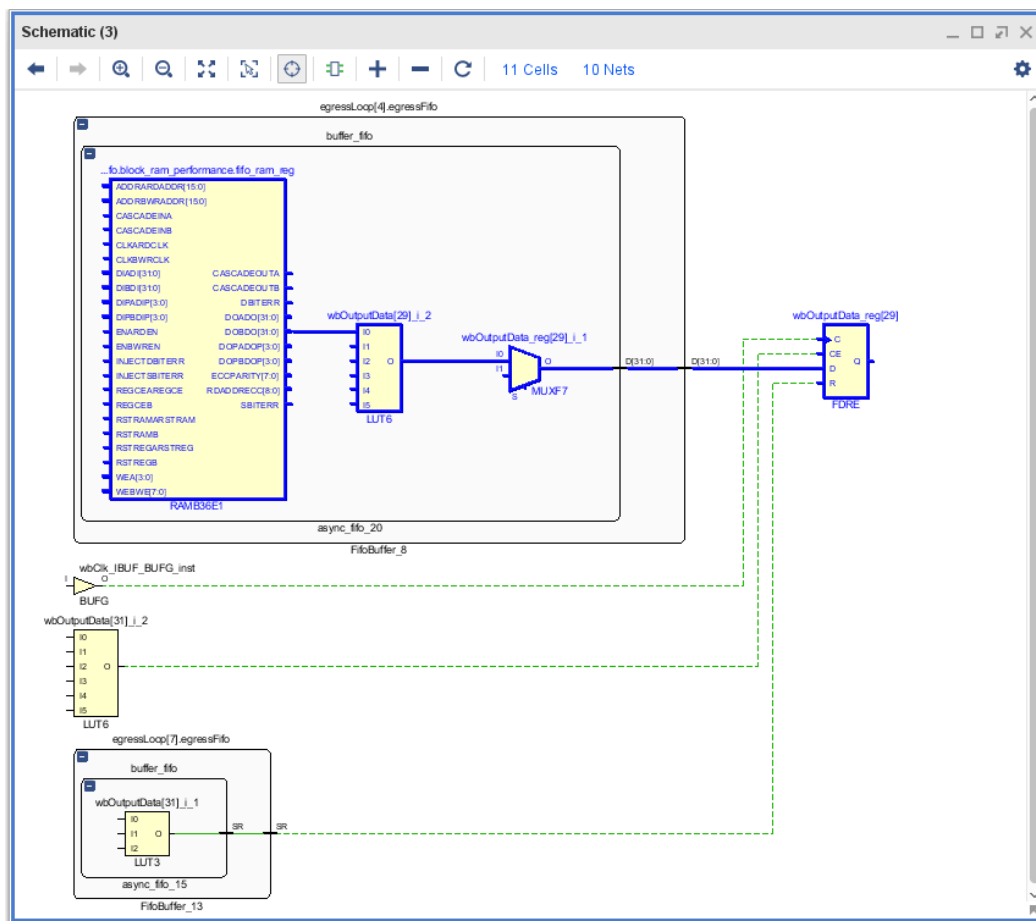 Schematic (3)
11 Cells 10 Nets
egressLoop[4].egressFifo
buffer_fifo
...fo.block_ram_performance.fifo_ram_reg
ADDRARDADDR[15:0]
ADDRBWRADDR[15:0]
CASCADEINA
CASCADEINB
CLKARDCLK
CLKBWRCLK
DIADI[31:0] CASCADEOUTA
DIBDI[31:0] CASCADEOUTB
DIPADIP[3:0] DBITERR
DIPBDIP[3:0] DOADO[31:0]
ENARDEN DOBDO[31:0]
ENBWREN DOPADOP[3:0]
INJECTDBITERR DOPBDOP[3:0]
INJECTSBITERR ECCPARITY[7:0]
REGCEAREGCE RDADDRECC[8:0]
REGCEB SBITERR
RSTRAMARSTRAM
RSTRAMB
RSTREGARSTREG
RSTREGB
WEA[3:0]
WEBWE[7:0]
RAMB36E1
wbOutputData[29]_i_2
I0
I1
I2 O
I3
I4
I5
LUT6
wbOutputData_reg[29]_i_1
I0
O
I1
S
MUXF7
D[31:0] D[31:0]
wbOutputData_reg[29]
C
CE
D Q
R
FDRE
async_fifo_20
FifoBuffer_8
wbClk_IBUF_BUFG_inst
I O
BUFG
wbOutputData[31]_i_2
I0
I1
I2 O
I3
I4
I5
LUT6
egressLoop[7].egressFifo
buffer_fifo
wbOutputData[31]_i_1
I0
I1 O
I2
LUT3
SR SR
async_fifo_15
FifoBuffer_13